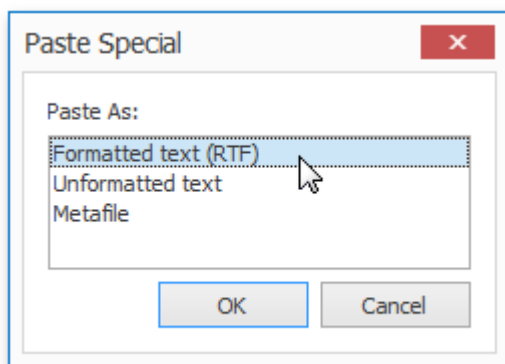 Paste Special
Paste As:
Formatted text (RTF)
Unformatted text
Metafile
OK Cancel